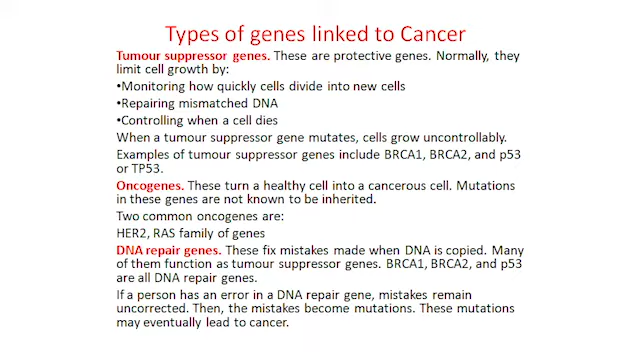 Types of genes linked to Cancer
Tumour suppressor genes. These are protective genes. Normally, they
limit cell growth by:
•Monitoring how quickly cells divide into new cells
•Repairing mismatched DNA
•Controlling when a cell dies
When a tumour suppressor gene mutates, cells grow uncontrollably.
Examples of tumour suppressor genes include BRCA1, BRCA2, and p53
or TP53.
Oncogenes. These turn a healthy cell into a cancerous cell. Mutations
in these genes are not known to be inherited.
Two common oncogenes are:
HER2, RAS family of genes
DNA repair genes. These fix mistakes made when DNA is copied. Many
of them function as tumour suppressor genes. BRCA1, BRCA2, and p53
are all DNA repair genes.
If a person has an error in a DNA repair gene, mistakes remain
uncorrected. Then, the mistakes become mutations. These mutations
may eventually lead to cancer.